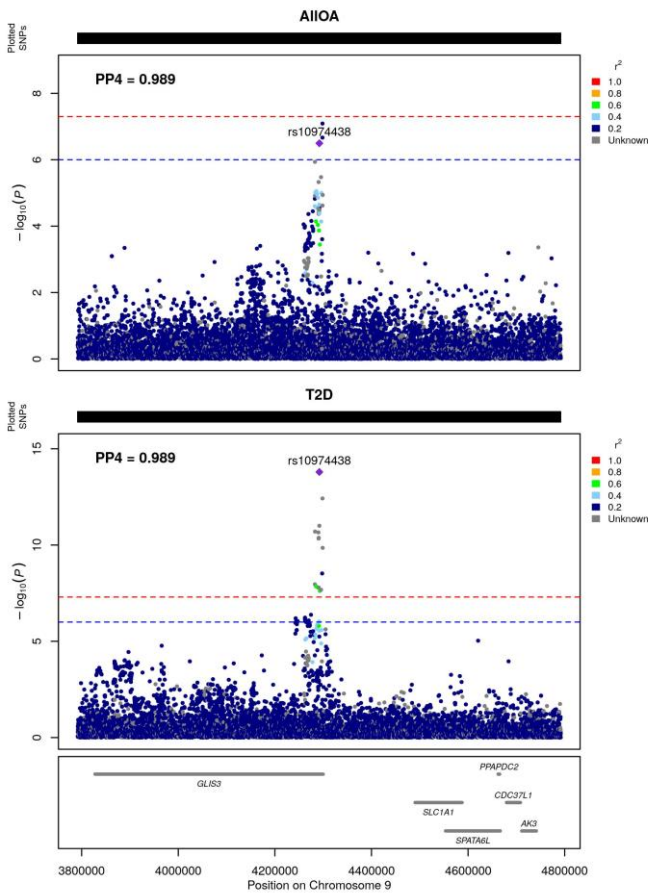 AllOA
Plotted
SNPs
PP4 = 0.989
rs10974438
− log10(P)
8
6
4
2
0
r2
1.0
0.8
0.6
0.4
0.2
Unknown
T2D
Plotted
SNPs
PP4 = 0.989
rs10974438
− log10(P)
15
10
5
0
r2
1.0
0.8
0.6
0.4
0.2
Unknown
PPAPDC2
GLIS3
CDC37L1
SLC1A1
AK3
SPATA6L
3800000 4000000 4200000 4400000 4600000 4800000
Position on Chromosome 9